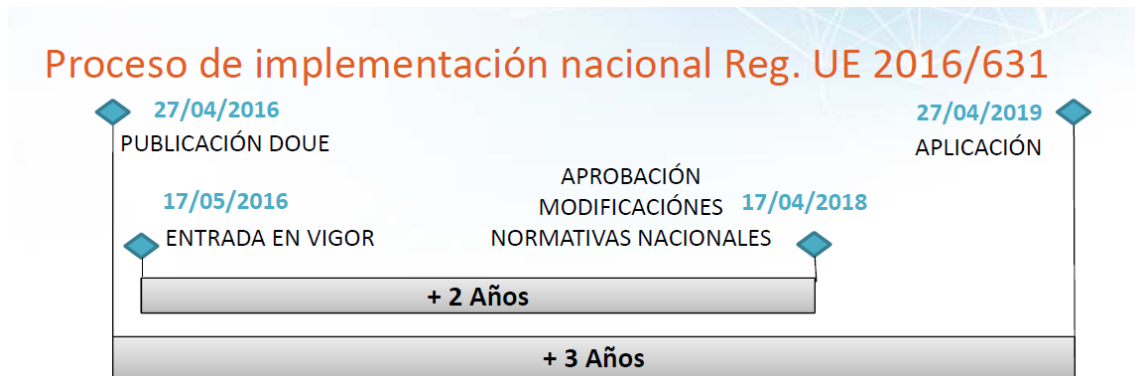 Proceso de implementación nacional Reg. UE 2016/631
27/04/2016
PUBLICACIÓN DOUE
27/04/2019
APLICACIÓN
17/05/2016
ENTRADA EN VIGOR
APROBACIÓN
MODIFICACIÓNES
NORMATIVAS NACIONALES
17/04/2018
+ 2 Años
+ 3 Años